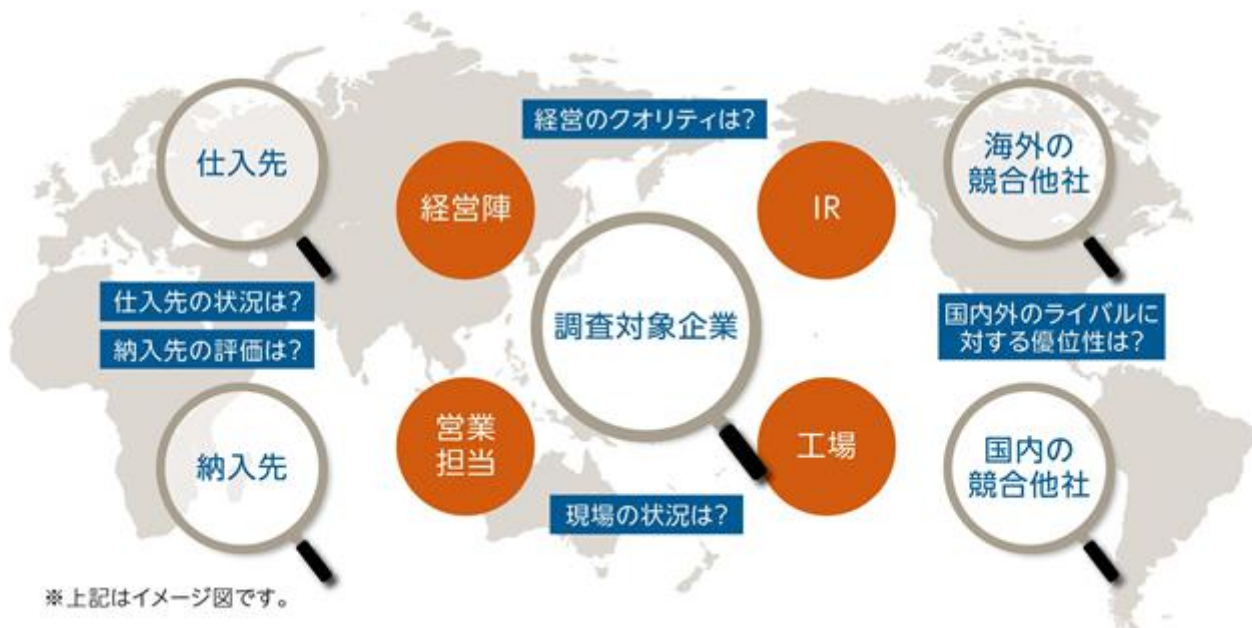 経営のクオリティは?
仕入先
経営陣
IR
海外の
競合他社
仕入先の状況は?
納入先の評価は?
調査対象企業
国内外のライバルに
対する優位性は?
納入先
営業
担当
工場
国内の
競合他社
現場の状況は?
※上記はイメージ図です。